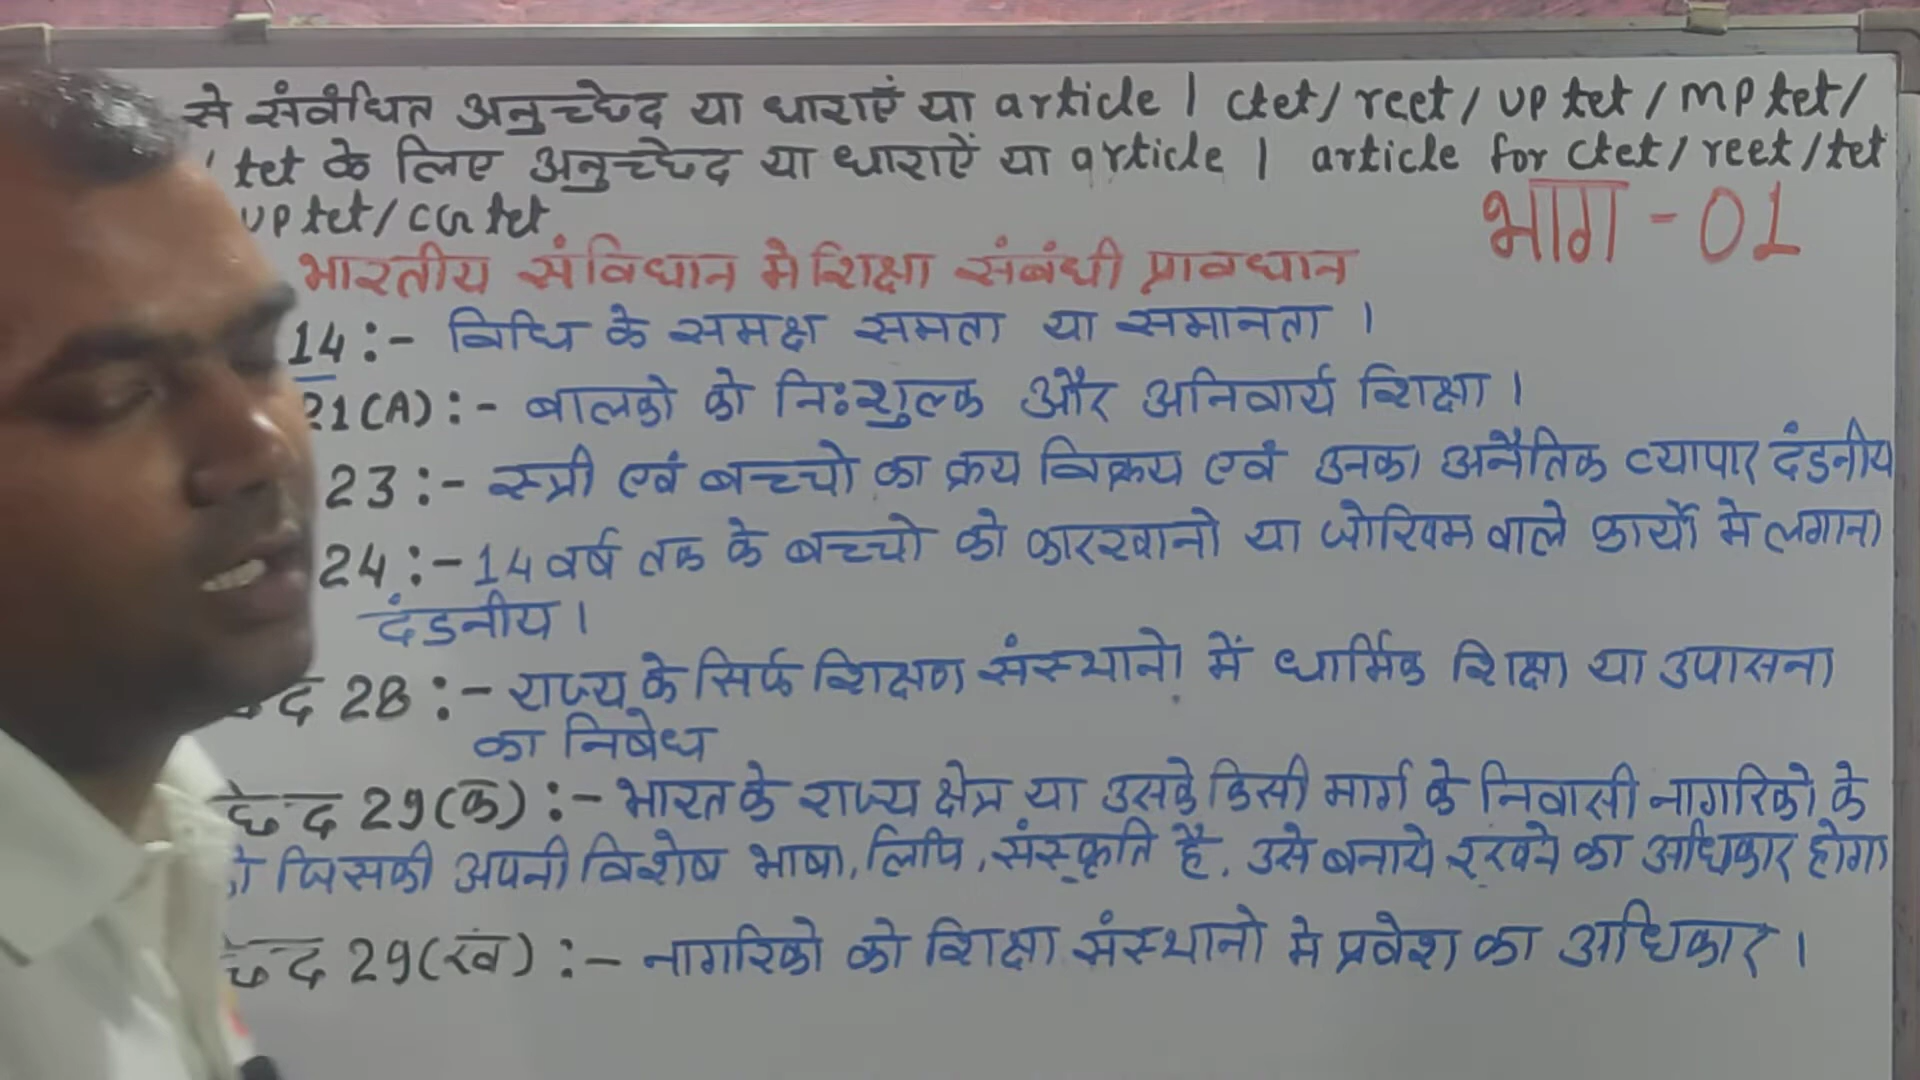 से संबंधित अनुच्छेद या धाराएँ या article | ctet/ reet / UP tet / MP tet /
tet के लिए अनुच्छेद या धाराऐं या article | article for ctet / reet / tet
UP tet / CG tet
भाग - 01
भारतीय संविधान मे शिक्षा संबंधी प्रावधान
14 :- विधि के समक्ष समता या समानता ।
21(A) :- बालको को निःशुल्क और अनिवार्य शिक्षा ।
23 :- स्त्री एवं बच्चो का क्रय विक्रय एवं उनका अनैतिक व्यापार दंडनीय
24 :- 14 वर्ष तक के बच्चो को कारखानो या जोखिम वाले कार्यो मे लगाना
दंडनीय ।
द 28 :- राज्य के सिर्फ शिक्षण संस्थानो में धार्मिक शिक्षा या उपासना
का निषेध
छेद 29(क) :- भारत के राज्य क्षेत्र या उसके किसी मार्ग के निवासी नागरिको के
जिसकी अपनी विशेष भाषा, लिपि, संस्कृति है, उसे बनाये रखने का अधिकार होगा
छेद 29(ख) :- नागरिको को शिक्षा संस्थानो मे प्रवेश का अधिकार ।